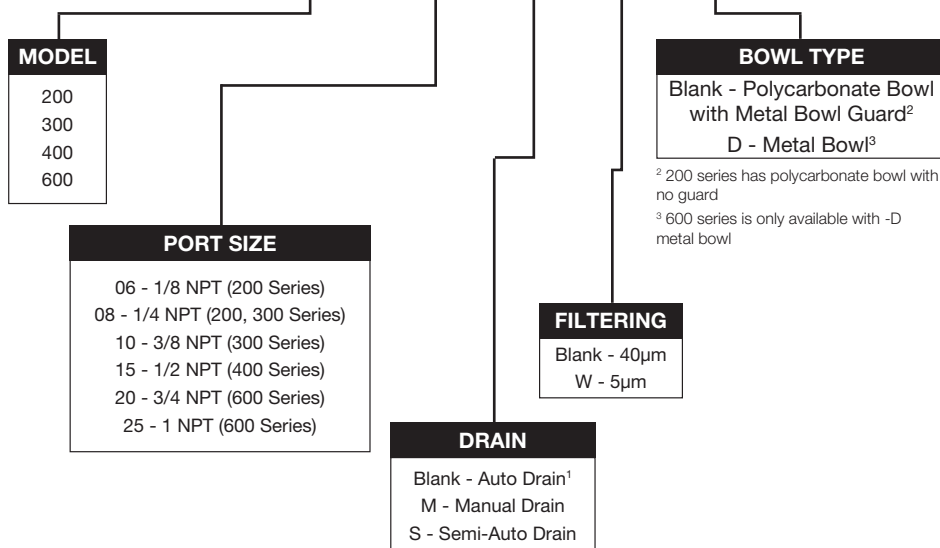 MODEL
200
300
400
600
PORT SIZE
06 - 1/8 NPT (200 Series)
08 - 1/4 NPT (200, 300 Series)
10 - 3/8 NPT (300 Series)
15 - 1/2 NPT (400 Series)
20 - 3/4 NPT (600 Series)
25 - 1 NPT (600 Series)
DRAIN
Blank - Auto Drain¹
M - Manual Drain
S - Semi-Auto Drain
FILTERING
Blank - 40µm
W - 5µm
BOWL TYPE
Blank - Polycarbonate Bowl
with Metal Bowl Guard²
D - Metal Bowl³
² 200 series has polycarbonate bowl with
no guard
³ 600 series is only available with -D
metal bowl